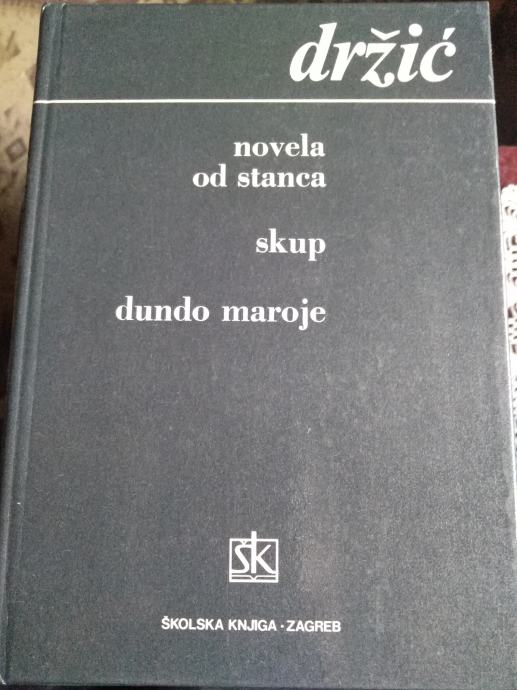 držić
novela
od stanca
skup
dundo maroje
ŠK
ŠKOLSKA KNJIGA · ZAGREB